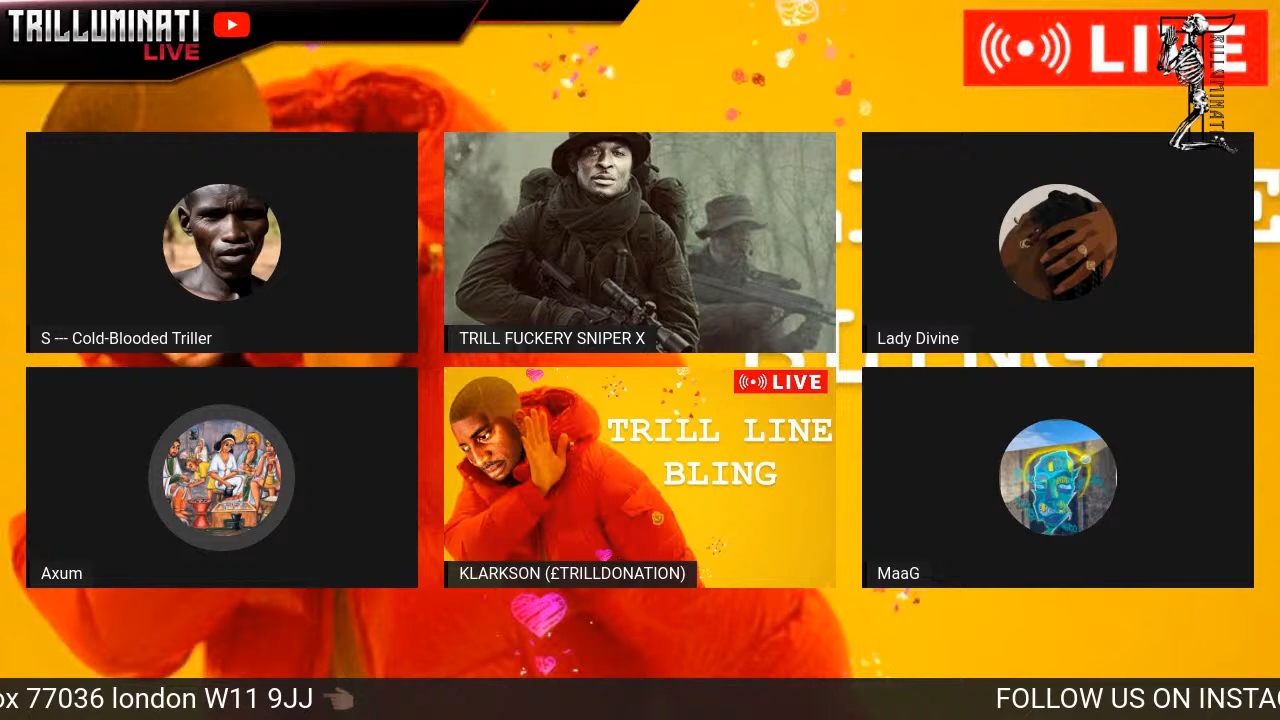 TRILLUMINATI
LIVE
LIVE
TRILLUMINATI
S --- Cold-Blooded Triller
TRILL FUCKERY SNIPER X
Lady Divine
LIVE
TRILL LINE
BLING
Axum
KLARKSON (£TRILLDONATION)
MaaG
ox 77036 london W11 9JJ
FOLLOW US ON INSTAG